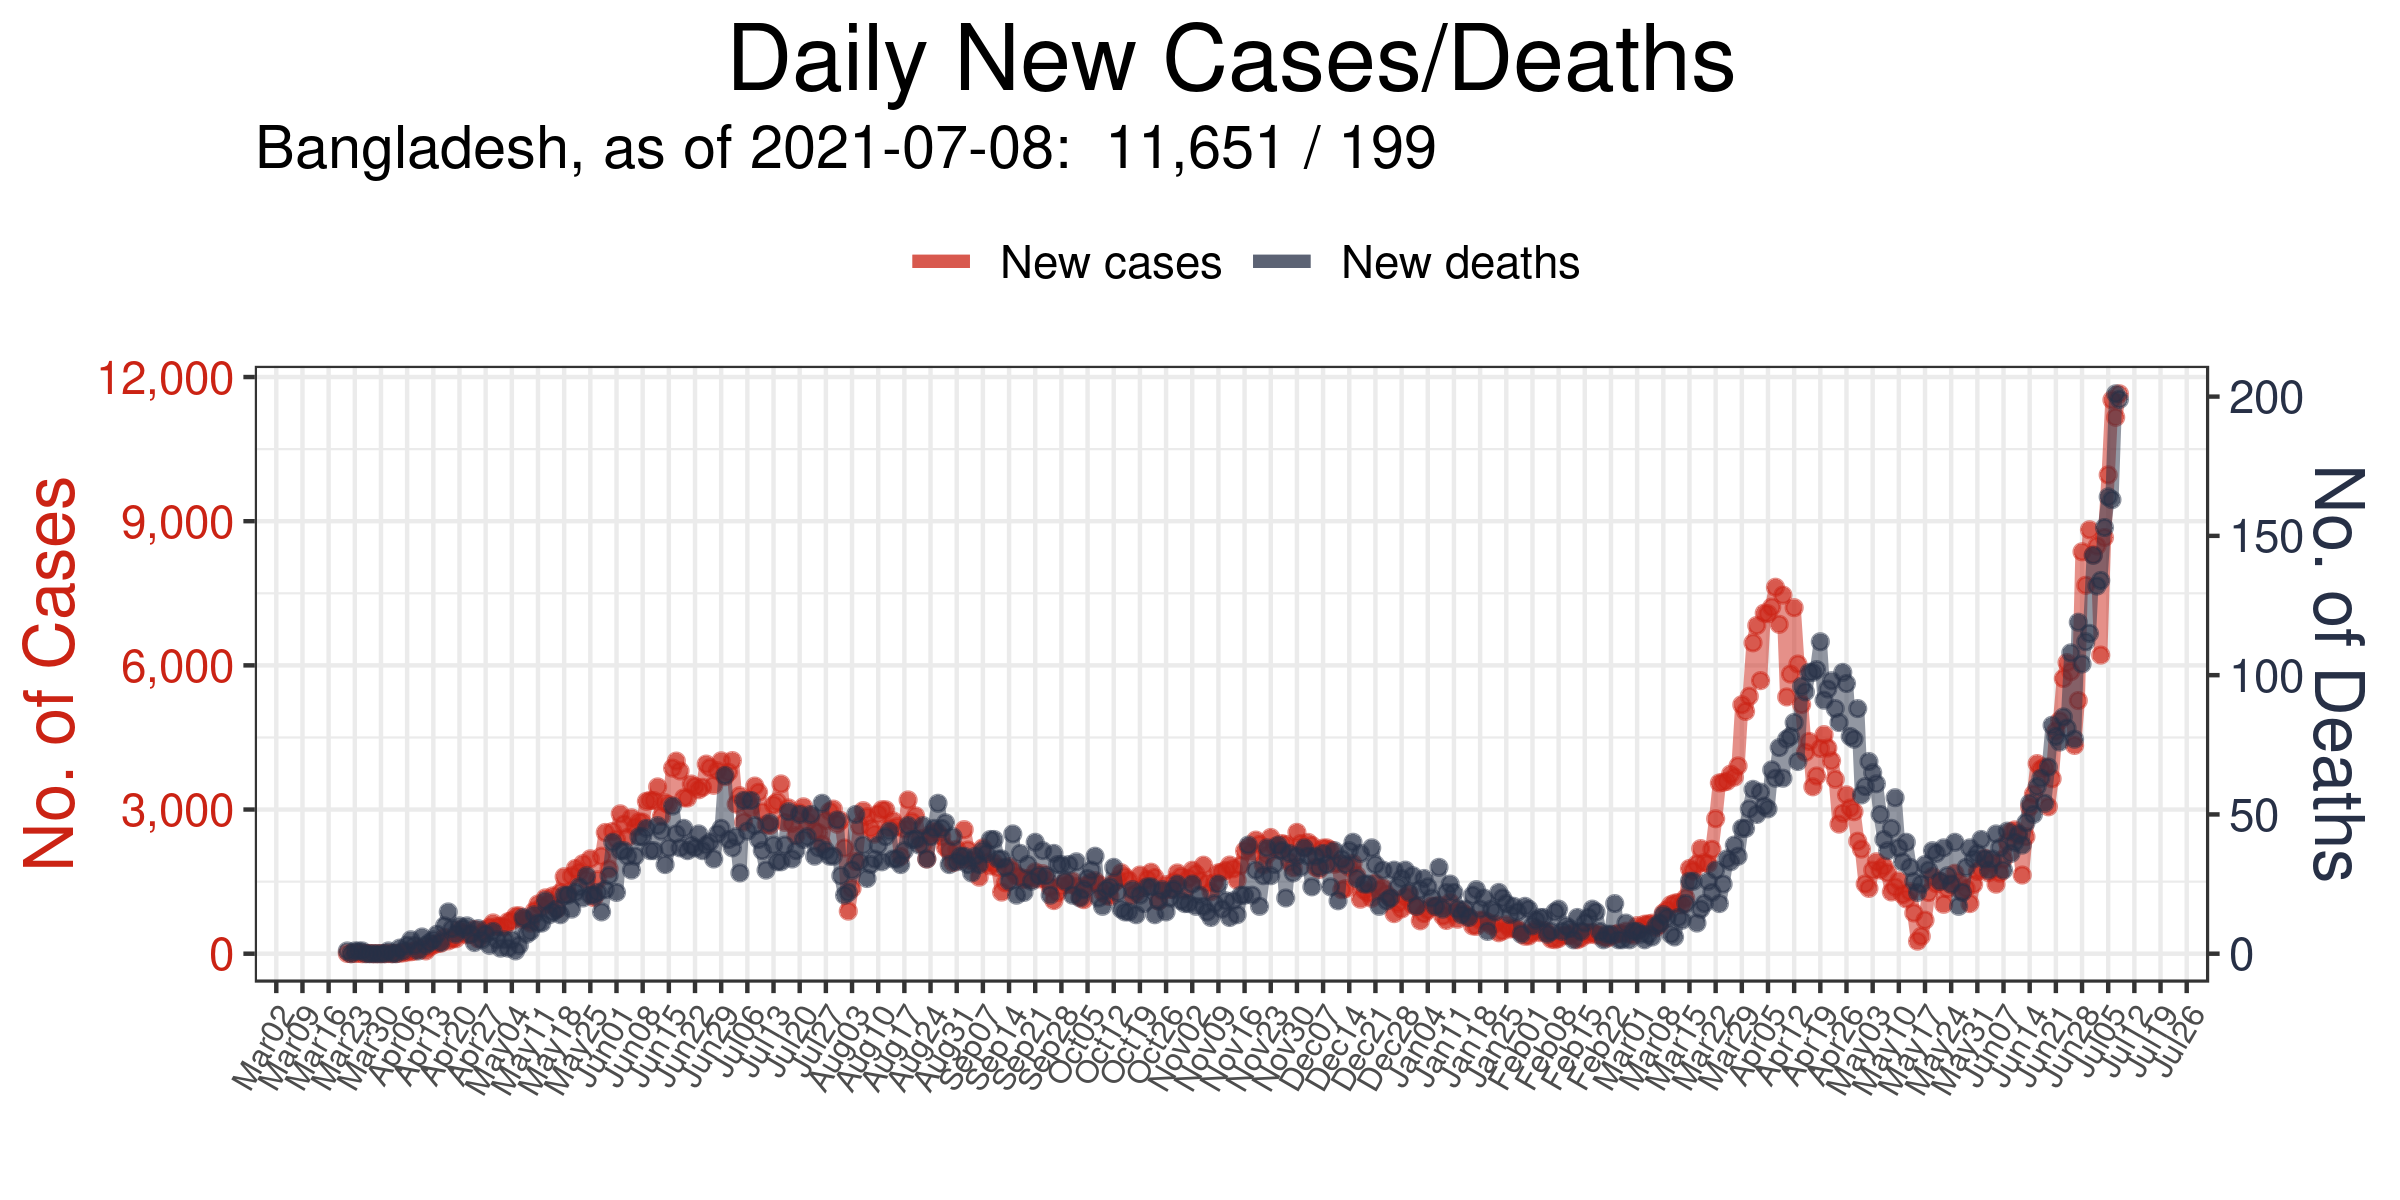 Daily New Cases/Deaths
Bangladesh, as of 2021-07-08: 11,651 / 199
New cases
New deaths
No. of Cases
12,000
9,000
6,000
3,000
0
200
150
100
50
0
No. of Deaths
Mar02
Mar09
Mar16
Mar23
Mar30
Apr06
Apr13
Apr20
Apr27
May04
May11
May18
May25
Jun01
Jun08
Jun15
Jun22
Jun29
Jul06
Jul13
Jul20
Jul27
Aug03
Aug10
Aug17
Aug24
Aug31
Sep07
Sep14
Sep21
Sep28
Oct05
Oct12
Oct19
Oct26
Nov02
Nov09
Nov16
Nov23
Nov30
Dec07
Dec14
Dec21
Dec28
Jan04
Jan11
Jan18
Jan25
Feb01
Feb08
Feb15
Feb22
Mar01
Mar08
Mar15
Mar22
Mar29
Apr05
Apr12
Apr19
Apr26
May03
May10
May17
May24
May31
Jun07
Jun14
Jun21
Jun28
Jul05
Jul12
Jul19
Jul26